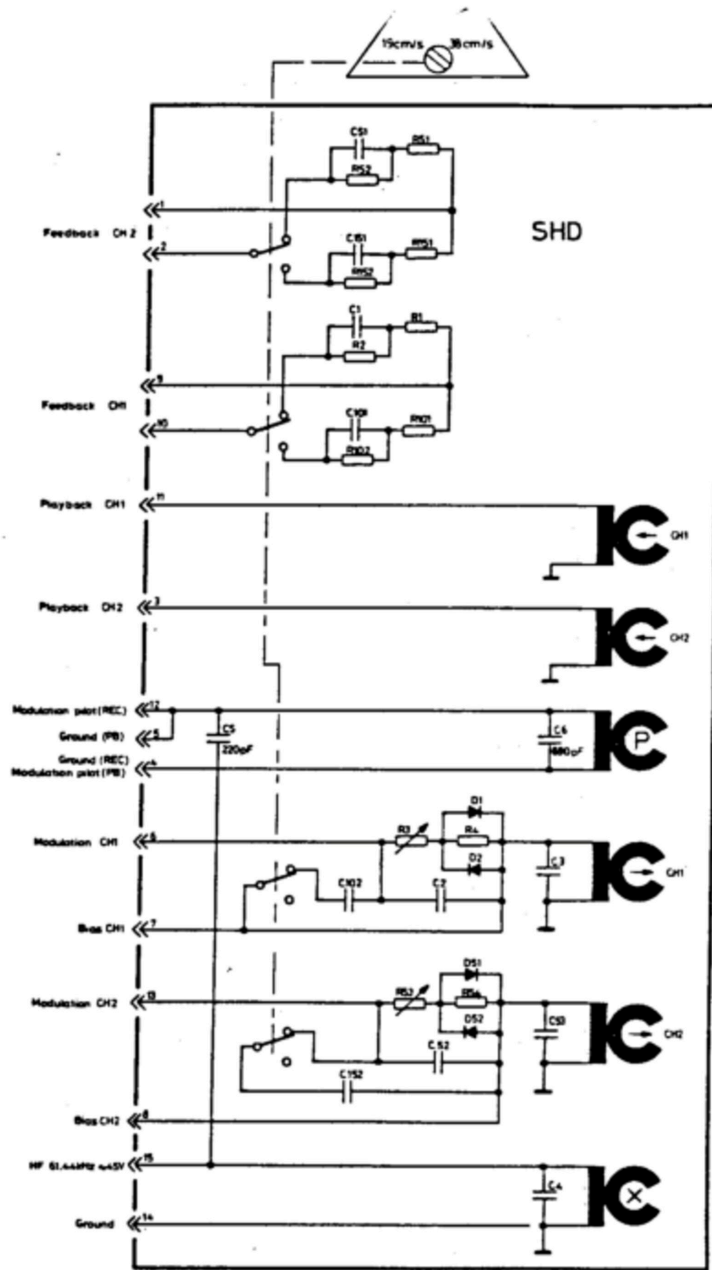 19cm/s 38cm/s
SHD
C51 R51
R52
1
Feedback CH2
2
C151 R151
R152
C1 R1
R2
9
Feedback CH1
10
C101 R101
R102
Playback CH1 11
CH1
Playback CH2 3
CH2
Modulation pilot (REC) 12
Ground (PB) 5
C5
220pF
C6
680pF
P
Ground (REC) 4
Modulation pilot (PB)
D1
Modulation CH1 6
R3 R4
D2
C3
CH1
C102 C2
Bias CH1 7
D51
Modulation CH2 13
R54
D52
C53
CH2
C52
C152
Bias CH2 8
HF 61,44kHz 15
C4
X
Ground 14